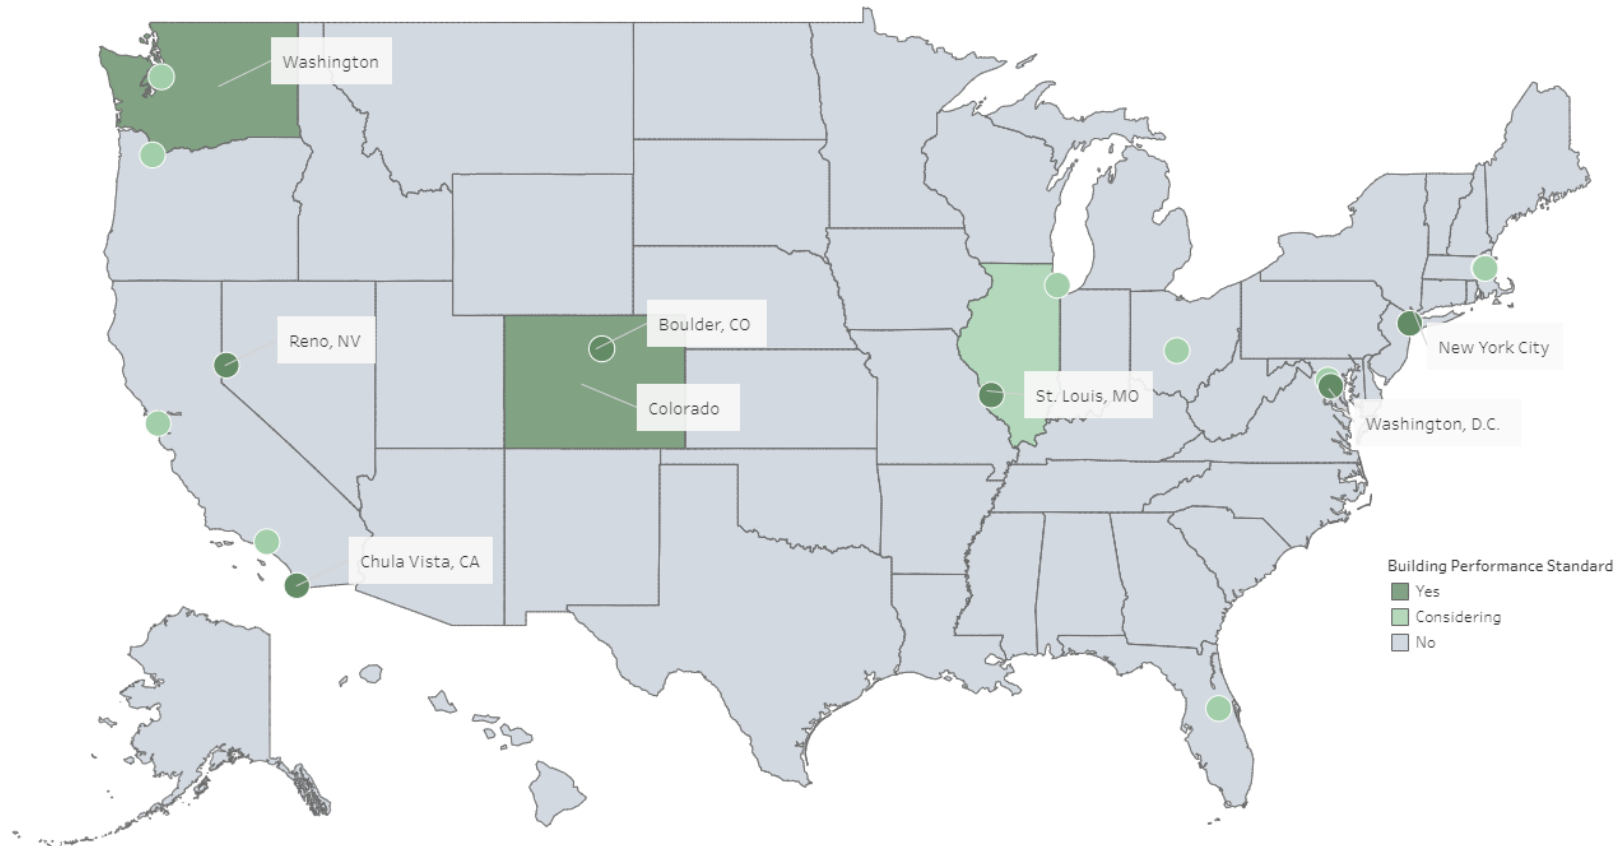 Washington
Boulder, CO
Reno, NV
New York City
St. Louis, MO
Colorado
Washington, D.C.
Chula Vista, CA
Building Performance Standard
Yes
Considering
No